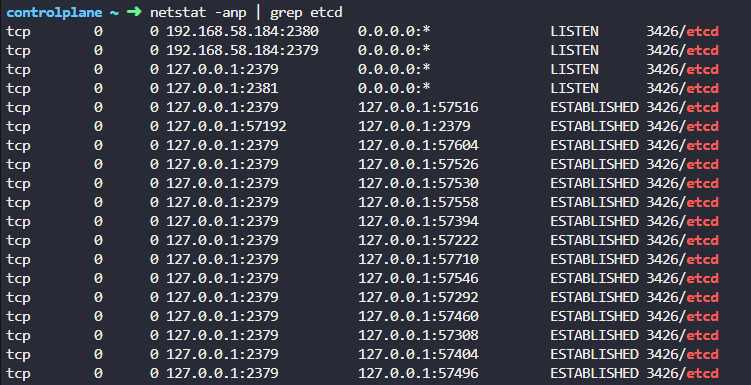 controlplane ~ ➜ netstat -anp | grep etcd
tcp 0 0 192.168.58.184:2380 0.0.0.0:* LISTEN 3426/etcd
tcp 0 0 192.168.58.184:2379 0.0.0.0:* LISTEN 3426/etcd
tcp 0 0 127.0.0.1:2379 0.0.0.0:* LISTEN 3426/etcd
tcp 0 0 127.0.0.1:2381 0.0.0.0:* LISTEN 3426/etcd
tcp 0 0 127.0.0.1:2379 127.0.0.1:57516 ESTABLISHED 3426/etcd
tcp 0 0 127.0.0.1:57192 127.0.0.1:2379 ESTABLISHED 3426/etcd
tcp 0 0 127.0.0.1:2379 127.0.0.1:57604 ESTABLISHED 3426/etcd
tcp 0 0 127.0.0.1:2379 127.0.0.1:57526 ESTABLISHED 3426/etcd
tcp 0 0 127.0.0.1:2379 127.0.0.1:57530 ESTABLISHED 3426/etcd
tcp 0 0 127.0.0.1:2379 127.0.0.1:57558 ESTABLISHED 3426/etcd
tcp 0 0 127.0.0.1:2379 127.0.0.1:57394 ESTABLISHED 3426/etcd
tcp 0 0 127.0.0.1:2379 127.0.0.1:57222 ESTABLISHED 3426/etcd
tcp 0 0 127.0.0.1:2379 127.0.0.1:57710 ESTABLISHED 3426/etcd
tcp 0 0 127.0.0.1:2379 127.0.0.1:57546 ESTABLISHED 3426/etcd
tcp 0 0 127.0.0.1:2379 127.0.0.1:57292 ESTABLISHED 3426/etcd
tcp 0 0 127.0.0.1:2379 127.0.0.1:57460 ESTABLISHED 3426/etcd
tcp 0 0 127.0.0.1:2379 127.0.0.1:57308 ESTABLISHED 3426/etcd
tcp 0 0 127.0.0.1:2379 127.0.0.1:57404 ESTABLISHED 3426/etcd
tcp 0 0 127.0.0.1:2379 127.0.0.1:57496 ESTABLISHED 3426/etcd